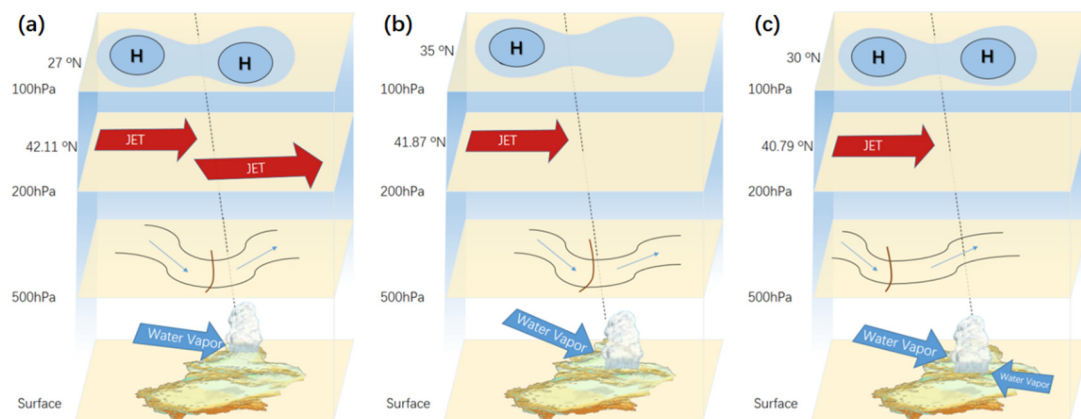 (a)
H
H
27 ºN
100hPa
JET
42.11 ºN
JET
200hPa
500hPa
Water Vapor
Surface
(b)
H
35 ºN
100hPa
JET
41.87 ºN
200hPa
500hPa
Water Vapor
Surface
(c)
H
H
30 ºN
100hPa
JET
40.79 ºN
200hPa
500hPa
Water Vapor
Water Vapor
Surface